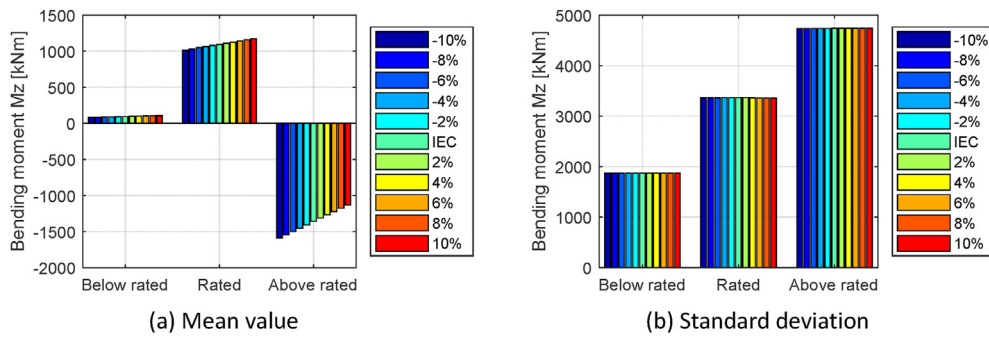 Bending moment Mz [kNm]
1500
1000
500
0
-500
-1000
-1500
-2000
Below rated
Rated
Above rated
-10%
-8%
-6%
-4%
-2%
IEC
2%
4%
6%
8%
10%
(a) Mean value
Bending moment Mz [kNm]
5000
4000
3000
2000
1000
0
Below rated
Rated
Above rated
-10%
-8%
-6%
-4%
-2%
IEC
2%
4%
6%
8%
10%
(b) Standard deviation